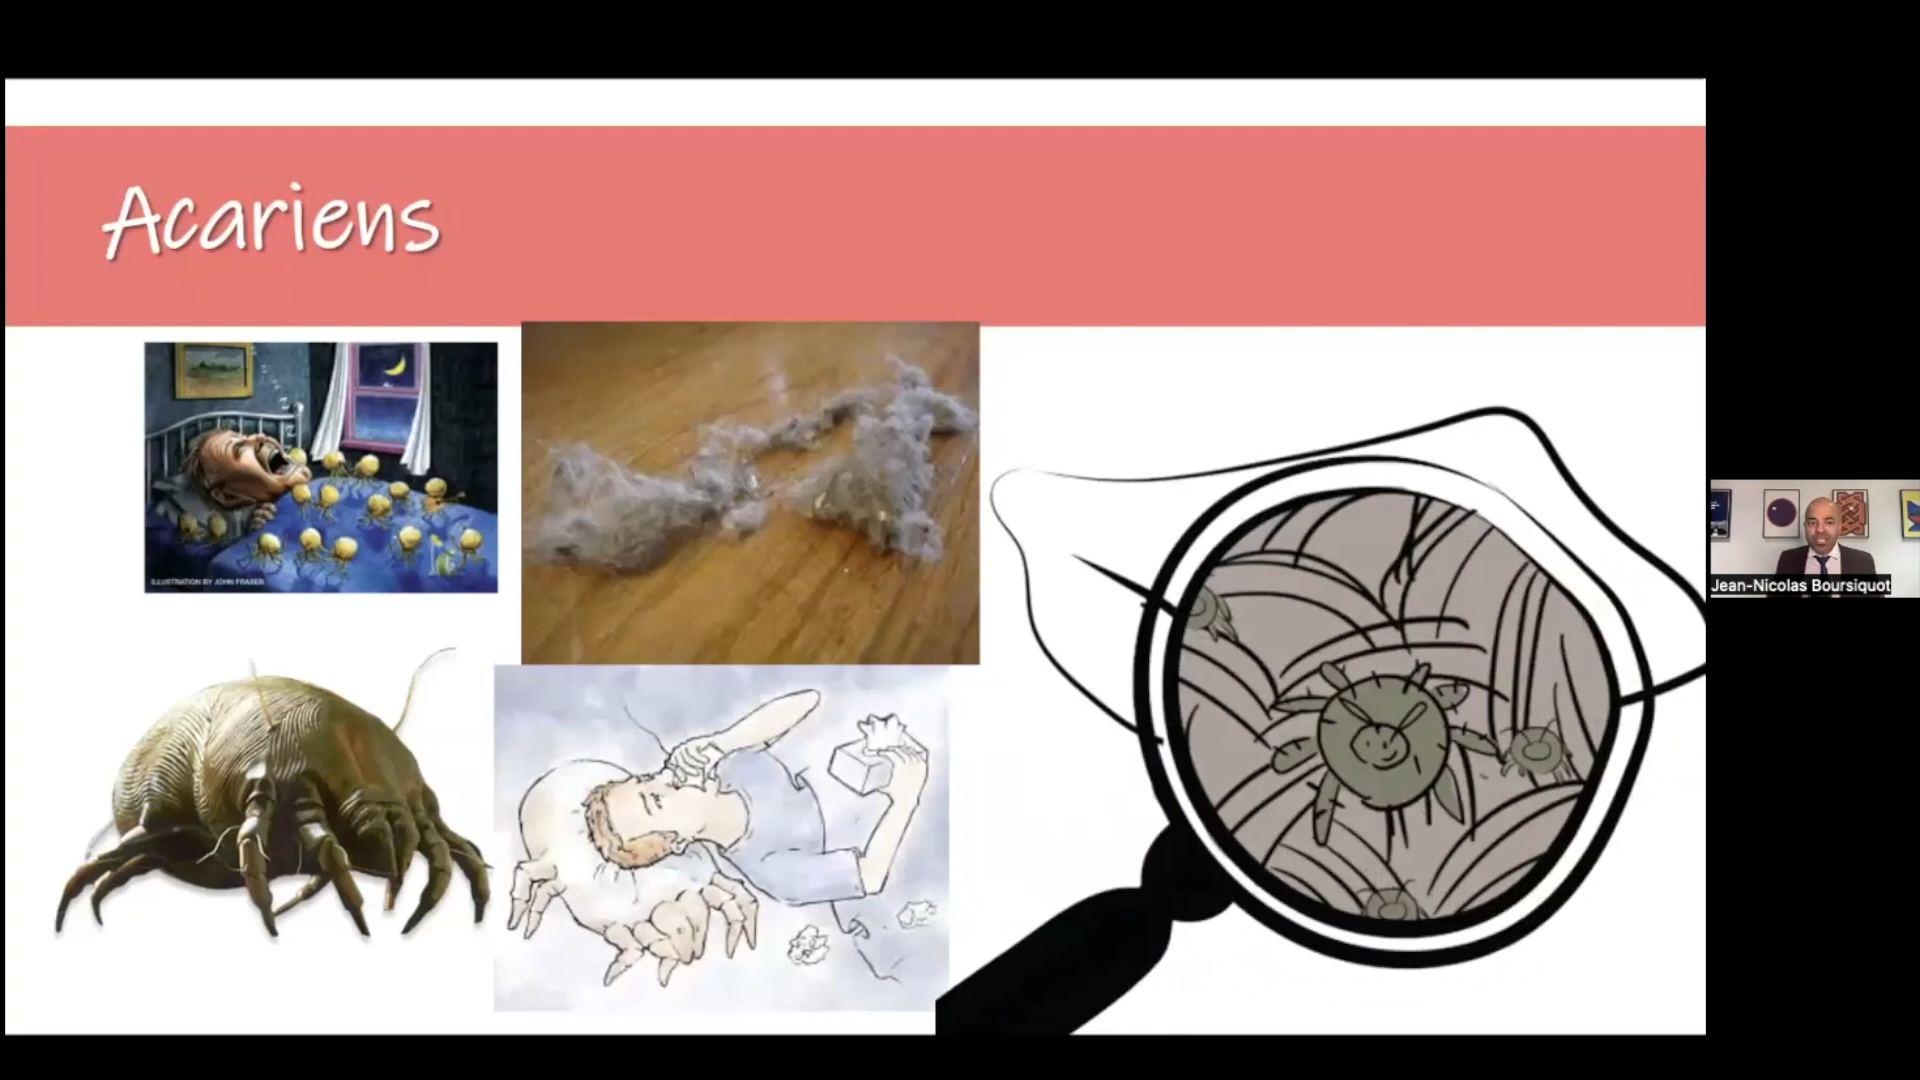 Acariens
z
z
z
z
ILLUSTRATION BY JOHN FRASER
Jean-Nicolas Boursiquot